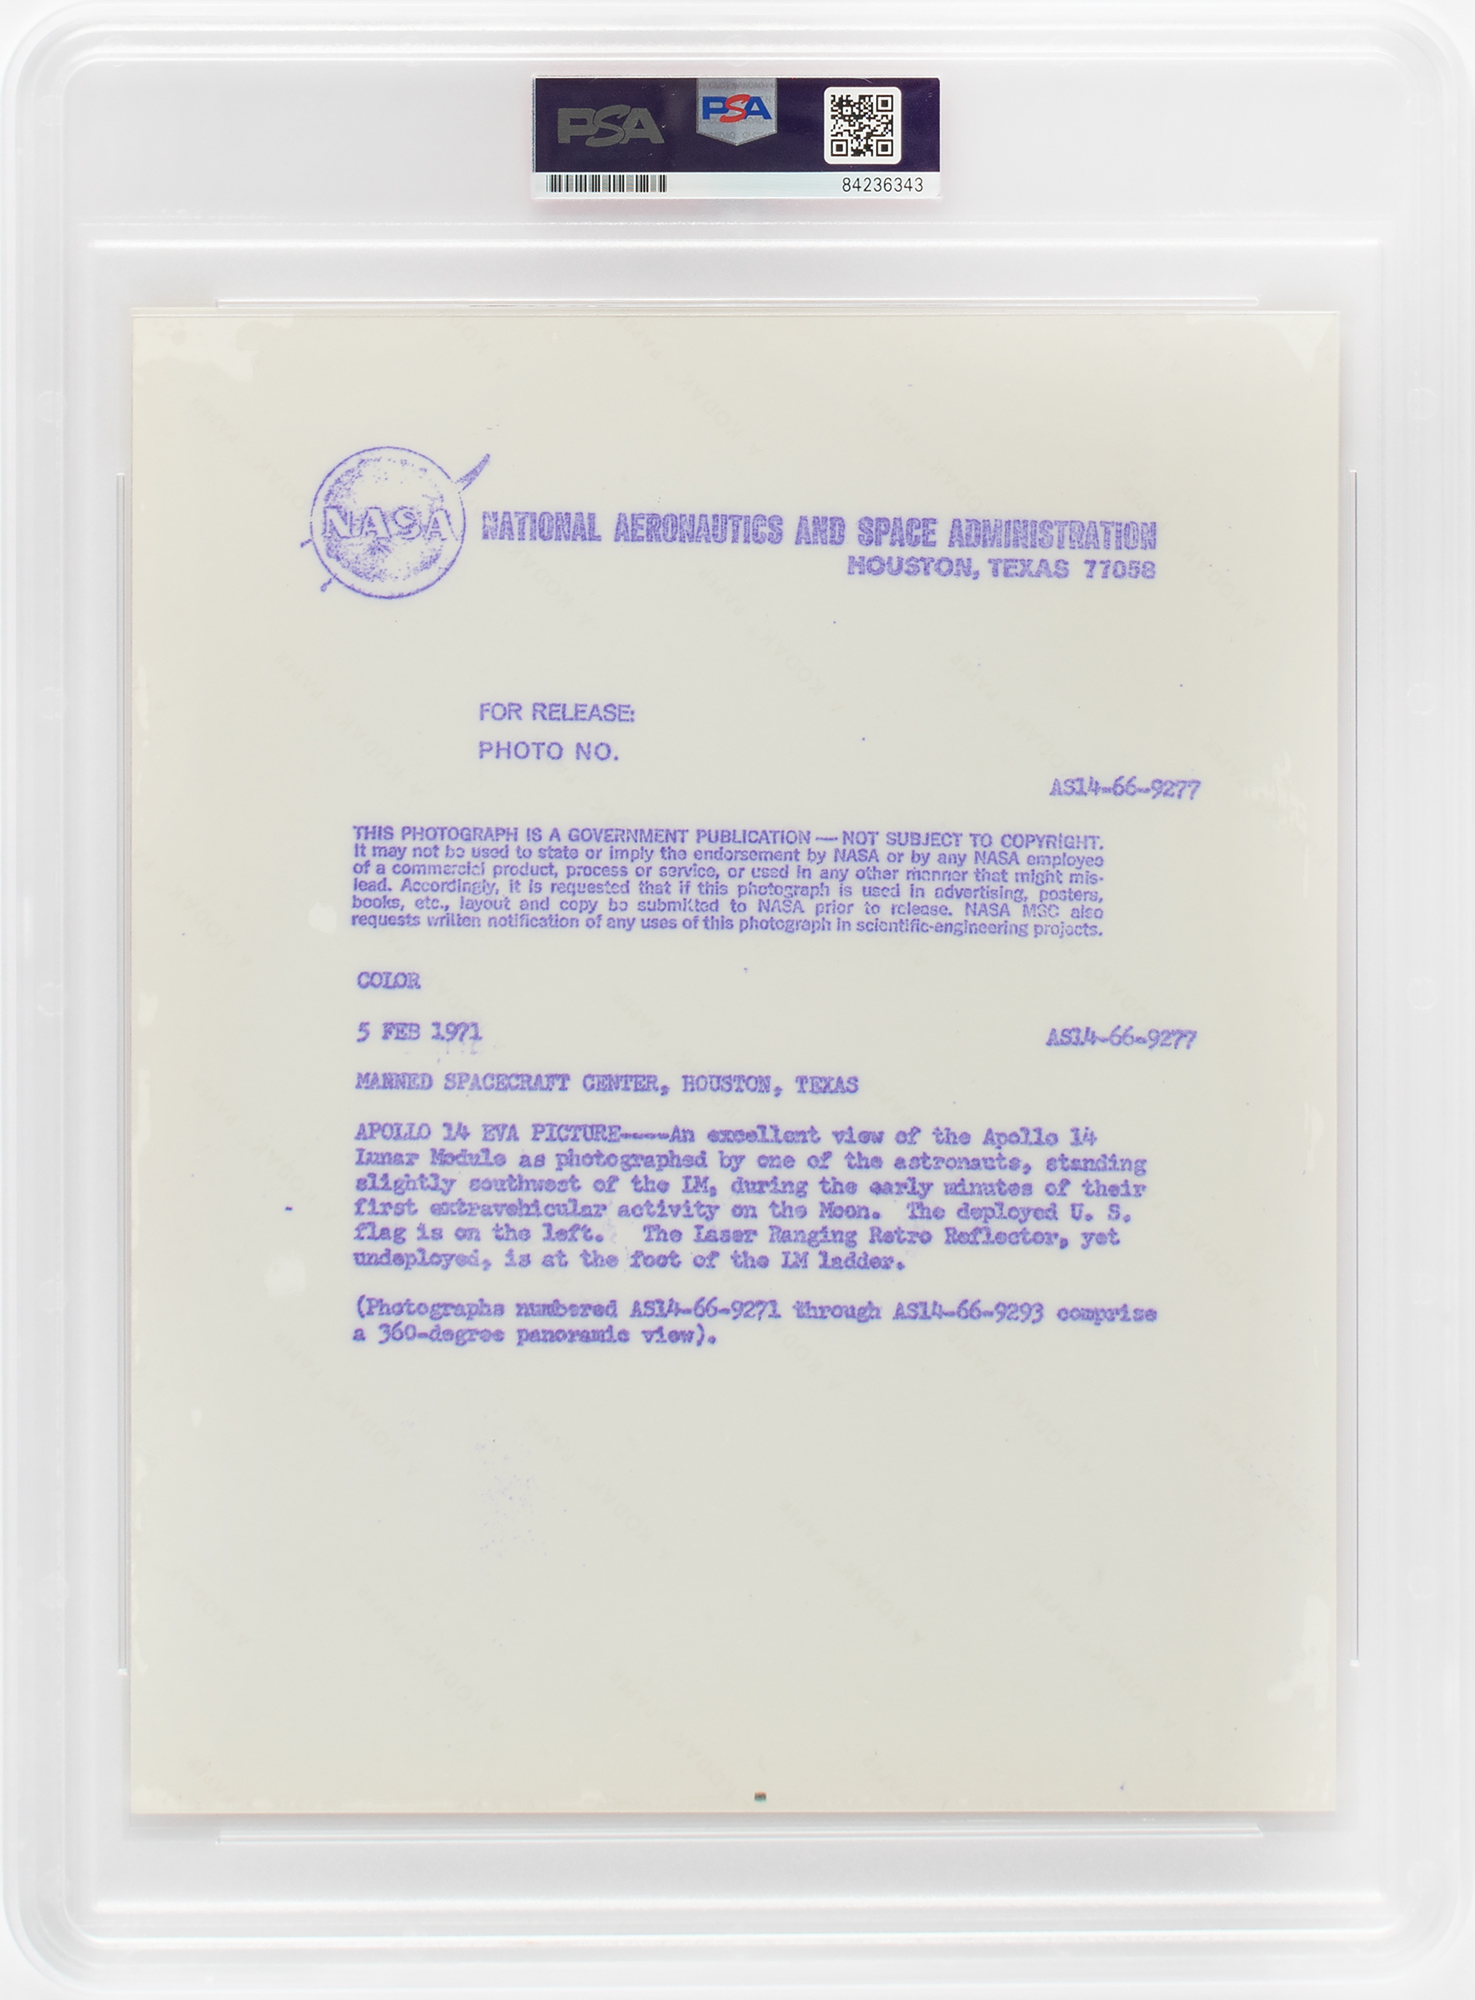 PSA
PSA
84236343
NASA
NATIONAL AERONAUTICS AND SPACE ADMINISTRATION
HOUSTON, TEXAS 77058
FOR RELEASE:
PHOTO NO.
AS14-66-9277
THIS PHOTOGRAPH IS A GOVERNMENT PUBLICATION — NOT SUBJECT TO COPYRIGHT.
It may not be used to state or imply the endorsement by NASA or by any NASA employee
of a commercial product, process or service, or used in any other manner that might mis-
lead. Accordingly, it is requested that if this photograph is used in advertising, posters,
books, etc., layout and copy be submitted to NASA prior to release. NASA MSC also
requests written notification of any uses of this photograph in scientific-engineering projects.
COLOR
5 FEB 1971
AS14-66-9277
MANNED SPACECRAFT CENTER, HOUSTON, TEXAS
APOLLO 14 EVA PICTURE----An excellent view of the Apollo 14
Lunar Module as photographed by one of the astronauts, standing
slightly southwest of the LM, during the early minutes of their
first extravehicular activity on the Moon. The deployed U. S.
flag is on the left. The Laser Ranging Retro Reflector, yet
undeployed, is at the foot of the LM ladder.
(Photographs numbered AS14-66-9271 through AS14-66-9293 comprise
a 360-degree panoramic view).